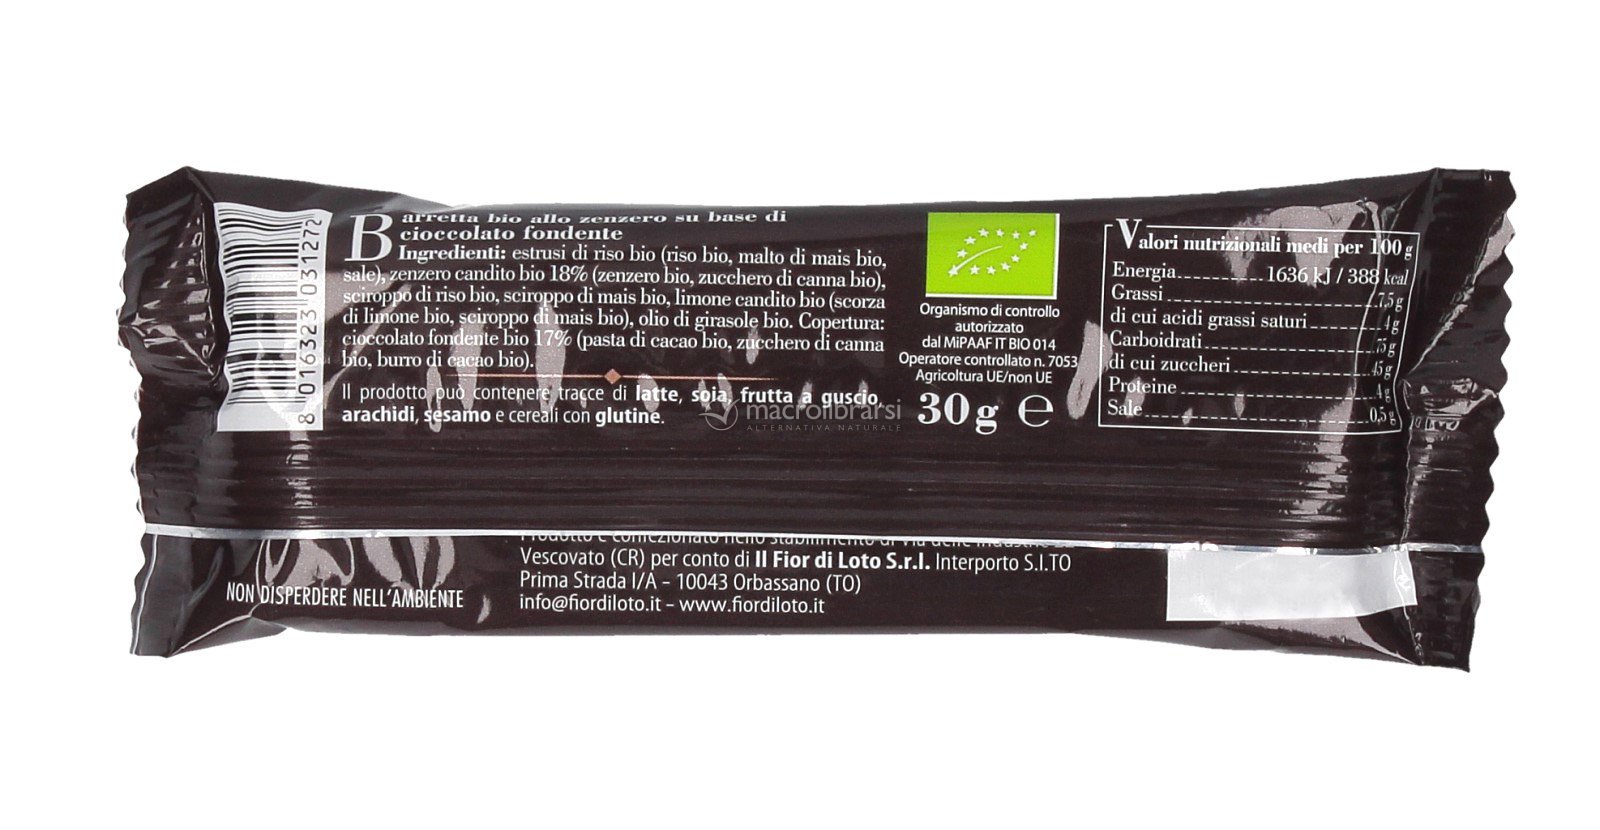 8 016323 031272
Barretta bio allo zenzero su base di
cioccolato fondente
Ingredienti: estrusi di riso bio (riso bio, malto di mais bio,
sale), zenzero candito bio 18% (zenzero bio, zucchero di canna bio),
sciroppo di riso bio, sciroppo di mais bio, limone candito bio (scorza
di limone bio, sciroppo di mais bio), olio di girasole bio. Copertura:
cioccolato fondente bio 17% (pasta di cacao bio, zucchero di canna
bio, burro di cacao bio).
Il prodotto può contenere tracce di latte, soia, frutta a guscio,
arachidi, sesamo e cereali con glutine.
macrolibrarsi
ALTERNATIVA NATURALE
Organismo di controllo
autorizzato
dal MiPAAF IT BIO 014
Operatore controllato n. 7053
Agricoltura UE/non UE
30g e
Valori nutrizionali medi per 100 g
Energia 1636 kJ / 388 kcal
Grassi 7,5 g
di cui acidi grassi saturi 4 g
Carboidrati 75 g
di cui zuccheri 45 g
Proteine 4 g
Sale 0,5 g
NON DISPERDERE NELL'AMBIENTE
Prodotto e confezionato nello stabilimento di Via delle
Vescovato (CR) per conto di Il Fior di Loto S.r.l. Interporto S.I.TO
Prima Strada I/A - 10043 Orbassano (TO)
info@fiordiloto.it - www.fiordiloto.it